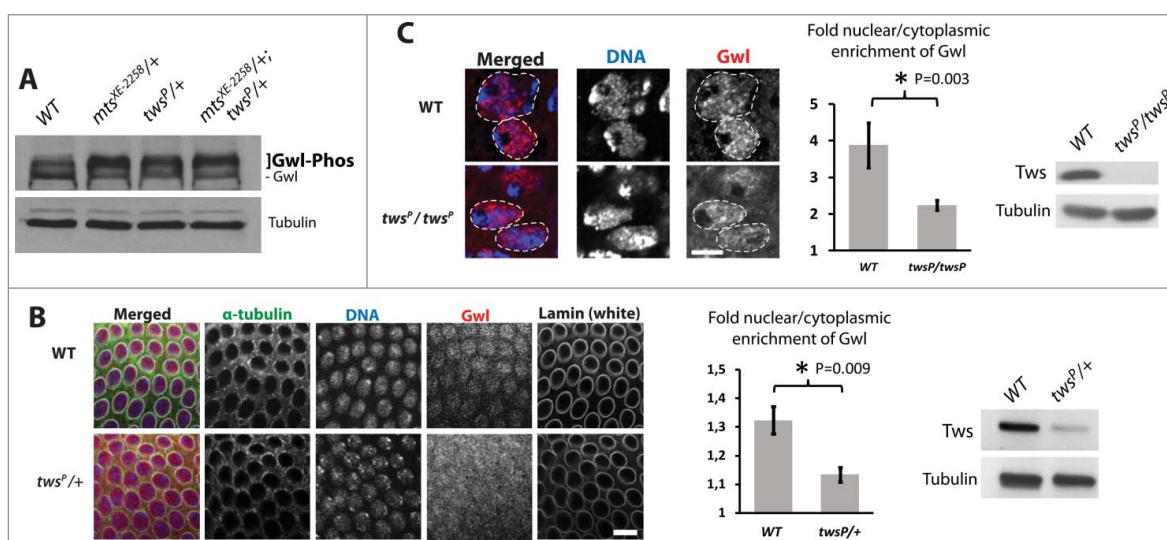 A
WT
mts^XE-2258/+
tws^P/+
mts^XE-2258/+;
tws^P/+
]Gwl-Phos
- Gwl
Tubulin
C
Merged
DNA
Gwl
WT
tws^P/tws^P
Fold nuclear/cytoplasmic
enrichment of Gwl
* P=0.003
5
4
3
2
1
WT
twsP/twsP
WT
tws^P/tws^P
Tws
Tubulin
B
Merged
α-tubulin
DNA
Gwl
Lamin (white)
WT
tws^P/+
Fold nuclear/cytoplasmic
enrichment of Gwl
* P=0.009
1,5
1,4
1,3
1,2
1,1
1
WT
twsP/+
WT
tws^P/+
Tws
Tubulin